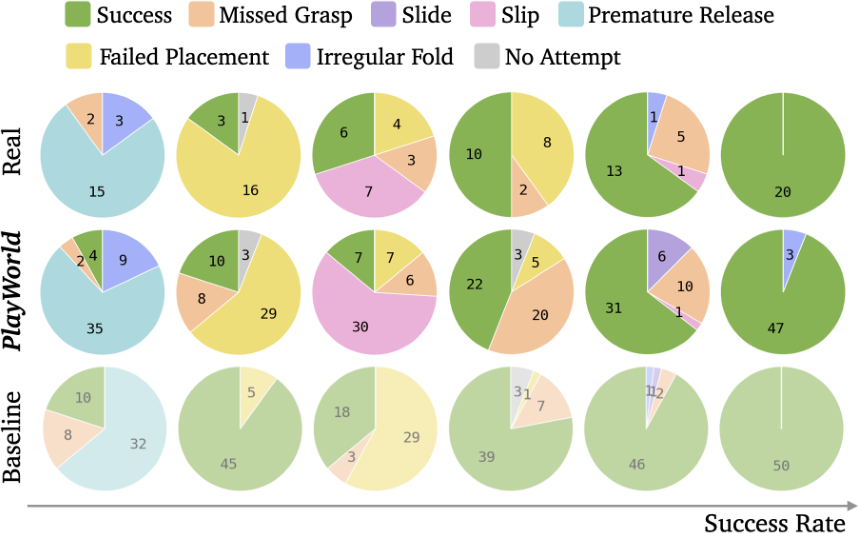 Success Missed Grasp Slide Slip Premature Release
Failed Placement Irregular Fold No Attempt
Real
2 3 15
3 1 16
6 4 3 7
10 8 2
13 1 5 1
20
PlayWorld
2 4 9 35
10 3 8 29
7 7 6 30
22 3 5 20
31 6 10 1
3 47
Baseline
10 8 32
5 45
18 29 3
3 1 7 39
1 1 2 46
50
Success Rate